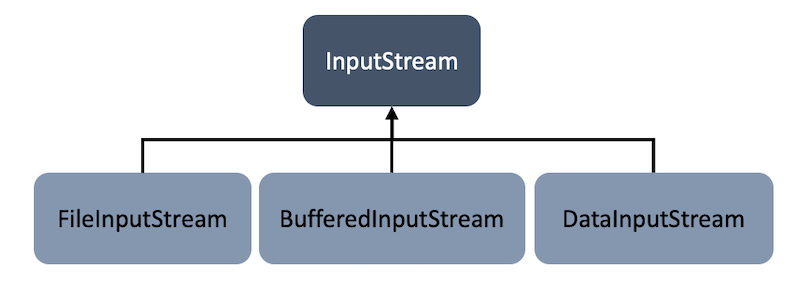 InputStream
FileInputStream
BufferedInputStream
DataInputStream